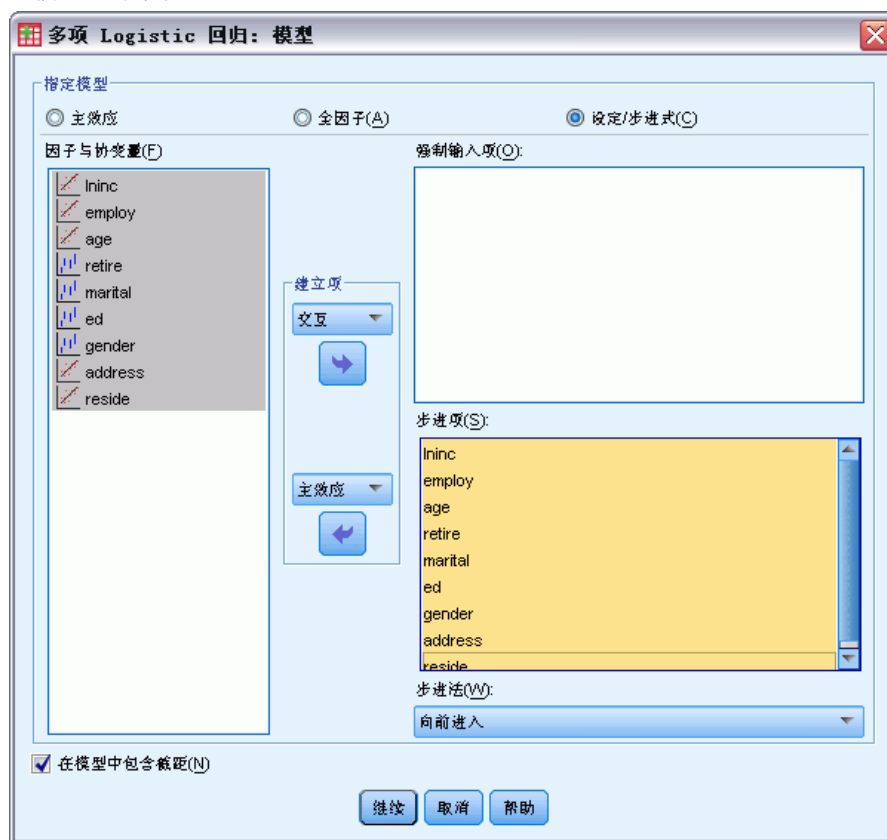 多项 Logistic 回归: 模型
指定模型
主效应
全因子(A)
设定/步进式(C)
因子与协变量(F)
强制输入项(O):
lninc
employ
age
retire
marital
ed
gender
address
reside
建立项
交互
主效应
步进项(S):
lninc
employ
age
retire
marital
ed
gender
address
reside
步进法(W):
向前进入
在模型中包含截距(N)
继续
取消
帮助